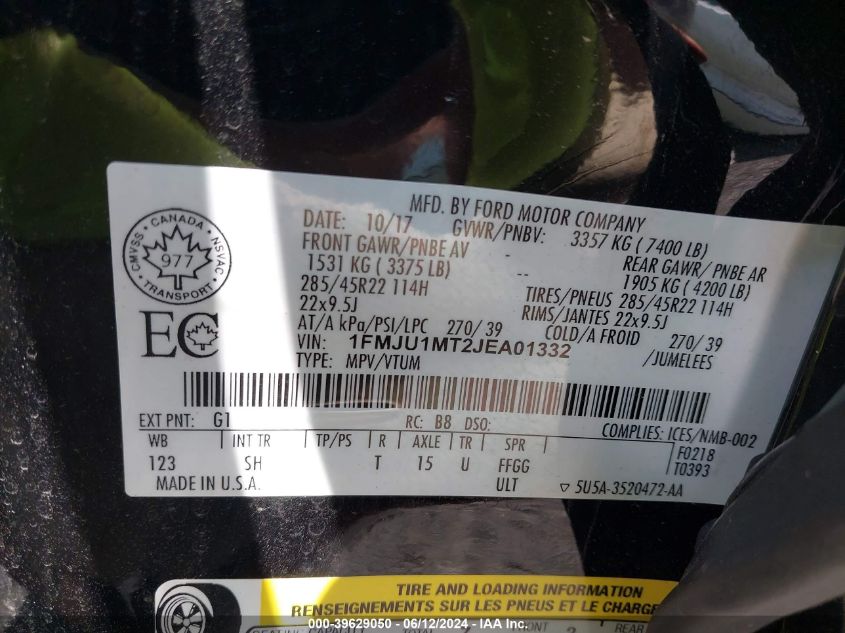 MFD. BY FORD MOTOR COMPANY
DATE: 10/17 GVWR/PNBV: 3357 KG ( 7400 LB)
FRONT GAWR/PNBE AV REAR GAWR/ PNBE AR
1531 KG ( 3375 LB) -- 1905 KG ( 4200 LB)
285/45R22 114H TIRES/PNEUS 285/45R22 114H
22x9.5J RIMS/JANTES 22x9.5J
AT/A kPa/PSI/LPC 270/ 39 COLD/A FROID 270/ 39
VIN: 1FMJU1MT2JEA01332 /JUMELEES
TYPE: MPV/VTUM
CANADA
CMVSS NSVAC
977
TRANSPORT
EC
EXT PNT: G1 RC: B8 DSO:
COMPLIES: ICES/NMB-002
WB INT TR TP/PS R AXLE TR SPR F0218
123 SH T 15 U FFGG T0393
MADE IN U.S.A. ULT ▽ 5U5A-3520472-AA
TIRE AND LOADING INFORMATION
RENSEIGNEMENTS SUR LES PNEUS ET LE CHARGE
000-39629050 - 06/12/2024 - IAA Inc.